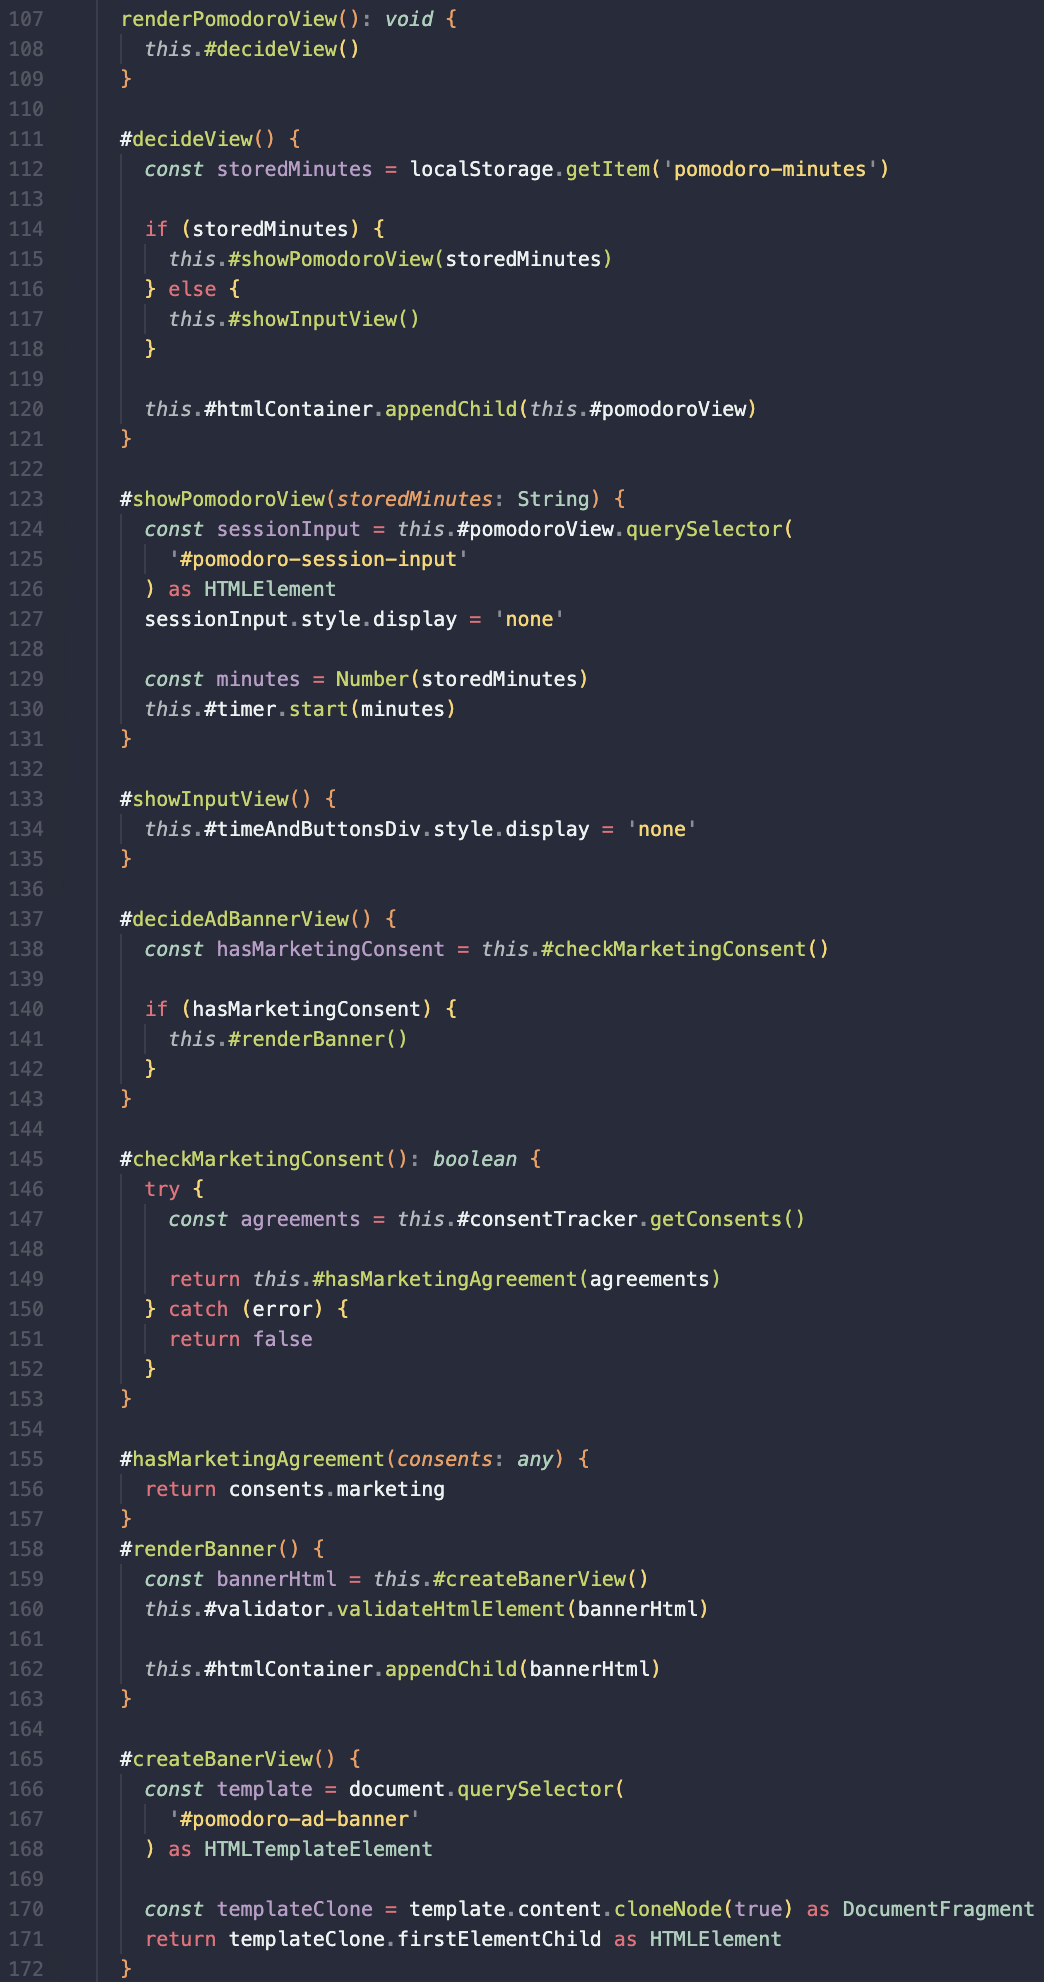 107 renderPomodoroView(): void {
108 this.#decideView()
109 }
110
111 #decideView() {
112 const storedMinutes = localStorage.getItem('pomodoro-minutes')
113
114 if (storedMinutes) {
115 this.#showPomodoroView(storedMinutes)
116 } else {
117 this.#showInputView()
118 }
119
120 this.#htmlContainer.appendChild(this.#pomodoroView)
121 }
122
123 #showPomodoroView(storedMinutes: String) {
124 const sessionInput = this.#pomodoroView.querySelector(
125 '#pomodoro-session-input'
126 ) as HTMLElement
127 sessionInput.style.display = 'none'
128
129 const minutes = Number(storedMinutes)
130 this.#timer.start(minutes)
131 }
132
133 #showInputView() {
134 this.#timeAndButtonsDiv.style.display = 'none'
135 }
136
137 #decideAdBannerView() {
138 const hasMarketingConsent = this.#checkMarketingConsent()
139
140 if (hasMarketingConsent) {
141 this.#renderBanner()
142 }
143 }
144
145 #checkMarketingConsent(): boolean {
146 try {
147 const agreements = this.#consentTracker.getConsents()
148
149 return this.#hasMarketingAgreement(agreements)
150 } catch (error) {
151 return false
152 }
153 }
154
155 #hasMarketingAgreement(consents: any) {
156 return consents.marketing
157 }
158 #renderBanner() {
159 const bannerHtml = this.#createBanerView()
160 this.#validator.validateHtmlElement(bannerHtml)
161
162 this.#htmlContainer.appendChild(bannerHtml)
163 }
164
165 #createBanerView() {
166 const template = document.querySelector(
167 '#pomodoro-ad-banner'
168 ) as HTMLTemplateElement
169
170 const templateClone = template.content.cloneNode(true) as DocumentFragment
171 return templateClone.firstElementChild as HTMLElement
172 }